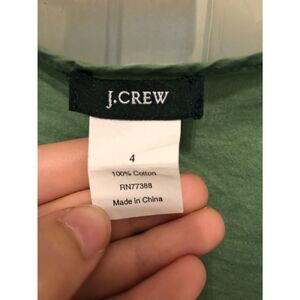 J.CREW
4
100% Cotton
RN77388
Made in China